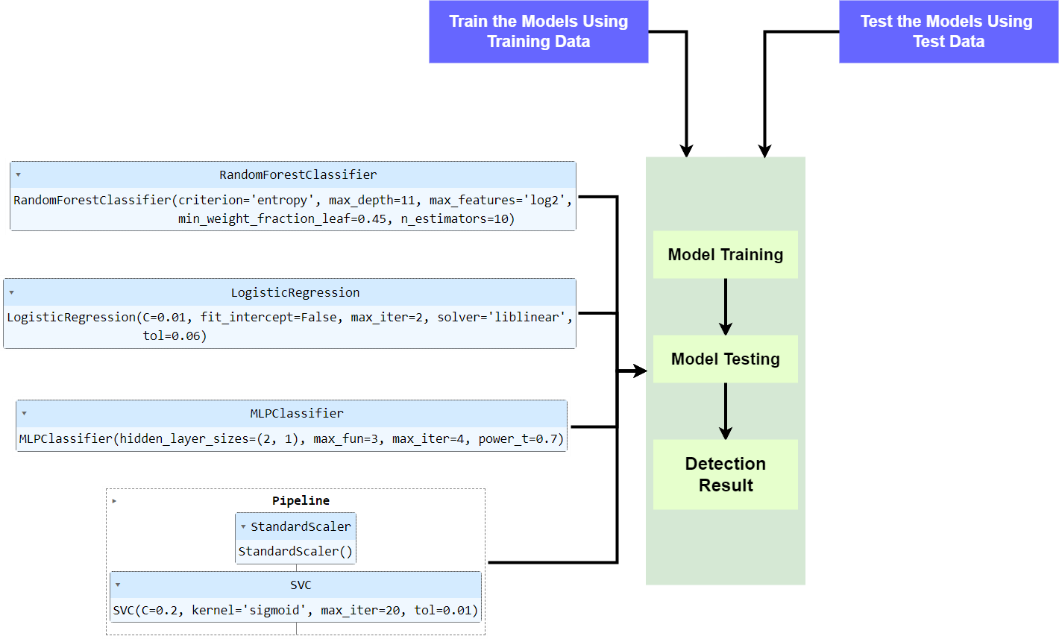 Train the Models Using
Training Data
Test the Models Using
Test Data
RandomForestClassifier
RandomForestClassifier(criterion='entropy', max_depth=11, max_features='log2',
min_weight_fraction_leaf=0.45, n_estimators=10)
LogisticRegression
LogisticRegression(C=0.01, fit_intercept=False, max_iter=2, solver='liblinear',
tol=0.06)
MLPClassifier
MLPClassifier(hidden_layer_sizes=(2, 1), max_fun=3, max_iter=4, power_t=0.7)
Pipeline
StandardScaler
StandardScaler()
SVC
SVC(C=0.2, kernel='sigmoid', max_iter=20, tol=0.01)
Model Training
Model Testing
Detection
Result